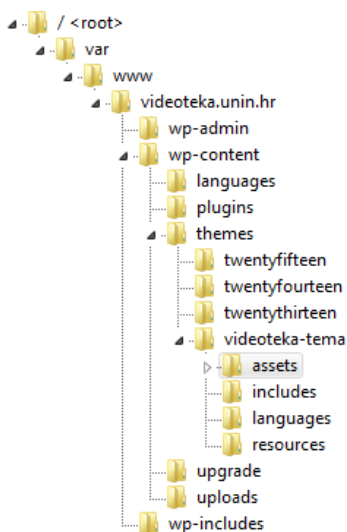 / <root>
var
www
videoteka.unin.hr
wp-admin
wp-content
languages
plugins
themes
twentyfifteen
twentyfourteen
twentythirteen
videoteka-tema
assets
includes
languages
resources
upgrade
uploads
wp-includes